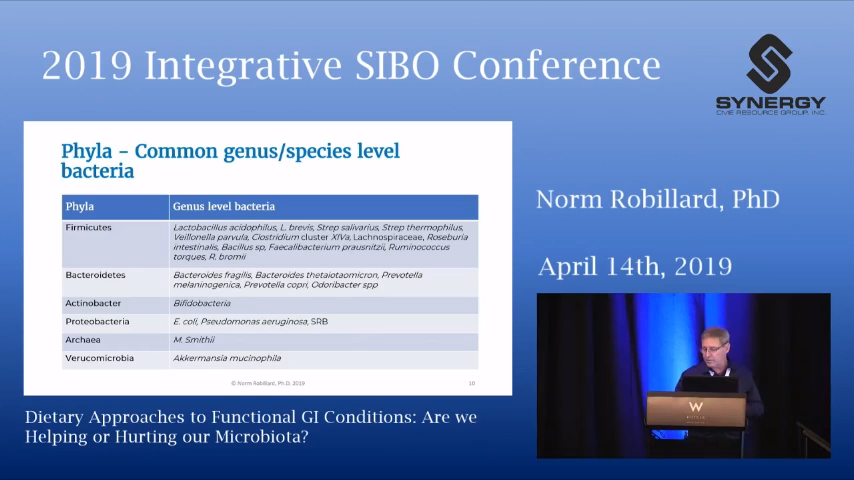 2019 Integrative SIBO Conference
SYNERGY
CME RESOURCE GROUP, INC.
Phyla – Common genus/species level
bacteria
Phyla
Genus level bacteria
Firmicutes
Lactobacillus acidophilus, L. brevis, Strep salivarius, Strep thermophilus,
Veillonella parvula, Clostridium cluster XIVa, Lachnospiraceae, Roseburia
intestinalis, Bacillus sp, Faecalibacterium prausnitzii, Ruminococcus
torques, R. bromii
Bacteroidetes
Bacteroides fragilis, Bacteroides thetaiotaomicron, Prevotella
melaninogenica, Prevotella copri, Odoribacter spp
Actinobacter
Bifidobacteria
Proteobacteria
E. coli, Pseudomonas aeruginosa, SRB
Archaea
M. Smithii
Verucomicrobia
Akkermansia mucinophila
© Norm Robillard, Ph.D. 2019
10
Norm Robillard, PhD
April 14th, 2019
W
Dietary Approaches to Functional GI Conditions: Are we
Helping or Hurting our Microbiota?